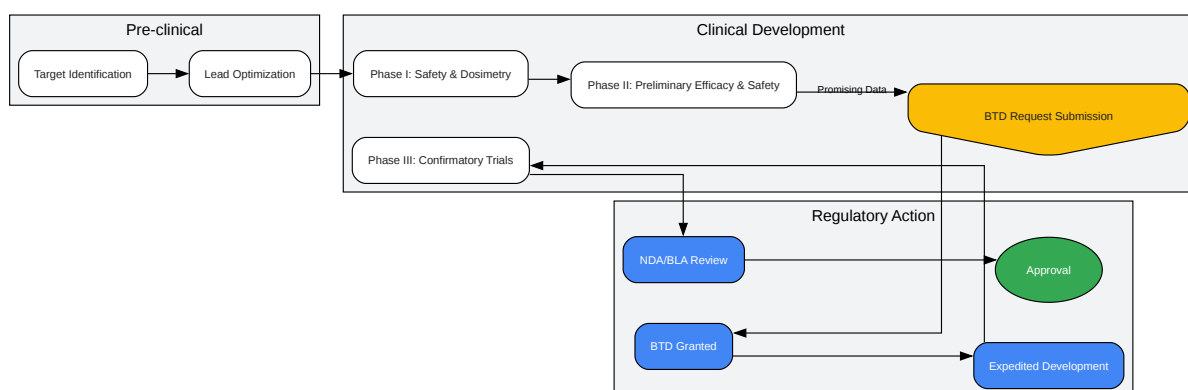 Pre-clinical
Target Identification
Lead Optimization
Clinical Development
Phase I: Safety & Dosimetry
Phase II: Preliminary Efficacy & Safety
Promising Data
BTD Request Submission
Phase III: Confirmatory Trials
Regulatory Action
NDA/BLA Review
Approval
BTD Granted
Expedited Development